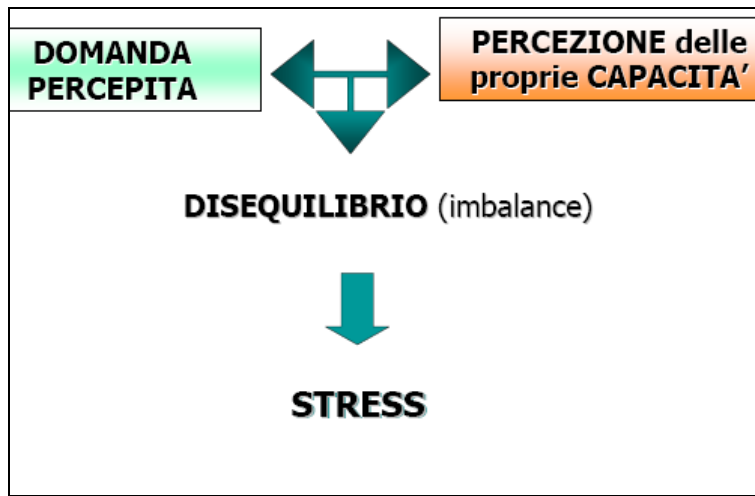 DOMANDA
PERCEPITA
PERCEZIONE delle
proprie CAPACITA'
DISEQUILIBRIO (imbalance)
STRESS